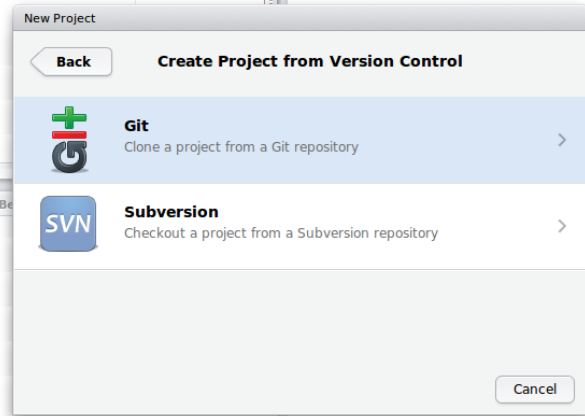 New Project
Back
Create Project from Version Control
Git
Clone a project from a Git repository
SVN
Subversion
Checkout a project from a Subversion repository
Be
Cancel